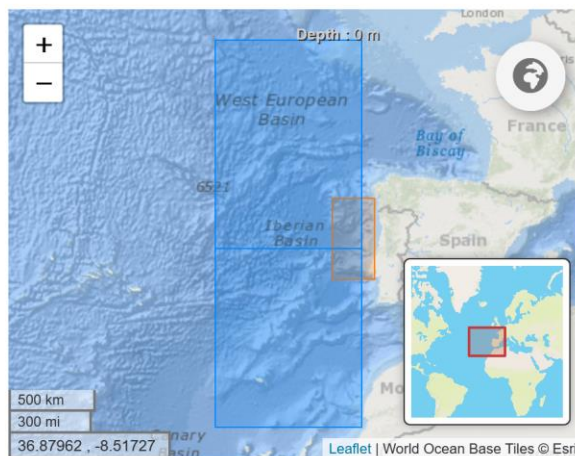 London
Depth : 0 m
+
−
West European
Basin
France
Bay of
Biscay
6521
Iberian
Basin
Spain
500 km
300 mi
Mo
36.87962 , -8.51727
nary
Basin
Leaflet | World Ocean Base Tiles © Esri